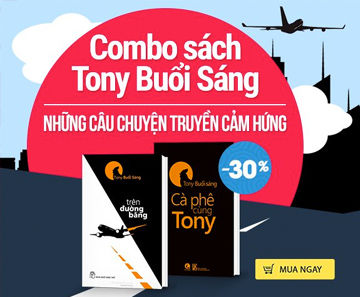 Combo sách
Tony Buổi Sáng
NHỮNG CÂU CHUYỆN TRUYỀN CẢM HỨNG
-30%
Tony Buổi Sáng
trên
đường
băng
Tony Buổi sáng
Cà phê
cùng
Tony
MUA NGAY